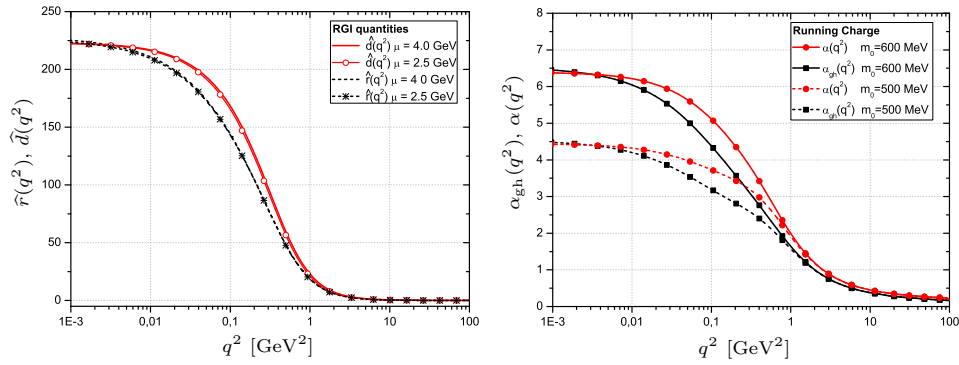 RGI quantities
d̂(q²) μ = 4.0 GeV
d̂(q²) μ = 2.5 GeV
r̂(q²) μ = 4 0 GeV
r̂(q²) μ = 2.5 GeV
r̂(q²), d̂(q²)
250
200
150
100
50
0
1E-3 0,01 0,1 1 10 100
q² [GeV²]
Running Charge
α(q²) m₀=600 MeV
α_gh(q²) m₀=600 MeV
α(q²) m₀=500 MeV
α_gh(q²) m₀=500 MeV
α_gh(q²), α(q²
7
6
5
4
3
2
1
0
1E-3 0,01 0,1 1 10 100
q² [GeV²]